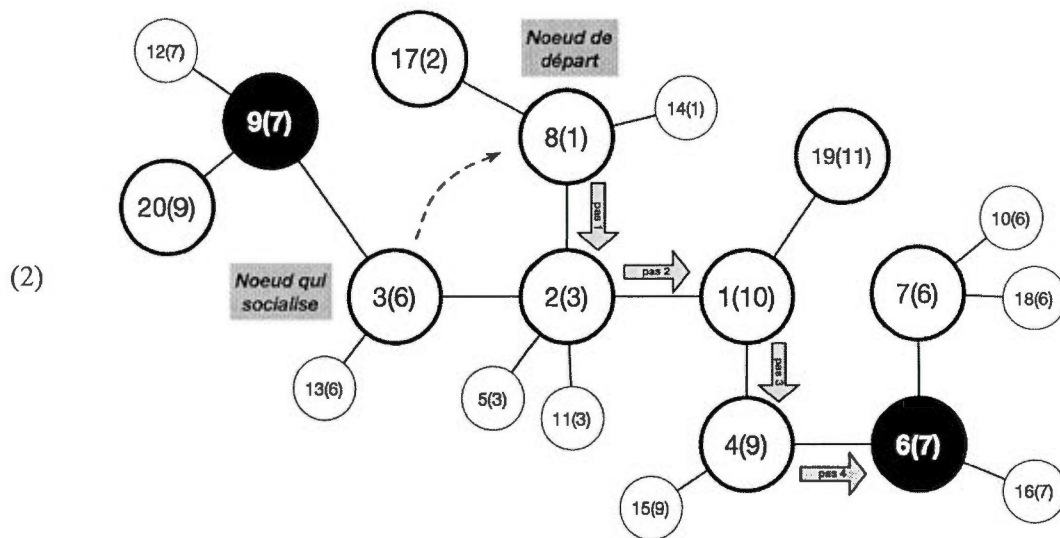 12(7)
17(2)
Noeud de
départ
14(1)
9(7)
8(1)
19(11)
20(9)
pas 1
10(6)
(2)
Noeud qui
socialise
3(6)
2(3)
pas 2
1(10)
7(6)
18(6)
13(6)
5(3)
11(3)
pas 3
4(9)
pas 4
6(7)
15(9)
16(7)